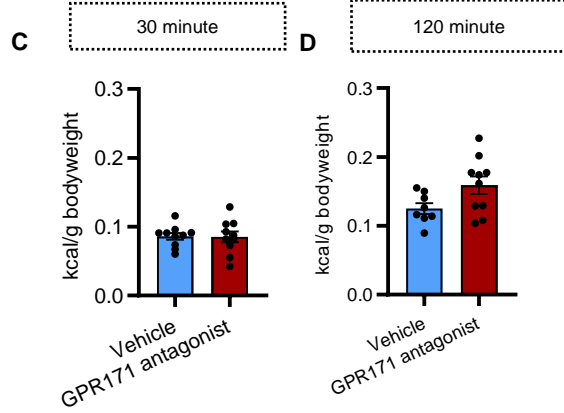 30 minute
C
kcal/g bodyweight
0.3
0.2
0.1
0.0
Vehicle
GPR171 antagonist
120 minute
D
kcal/g bodyweight
0.3
0.2
0.1
0.0
Vehicle
GPR171 antagonist